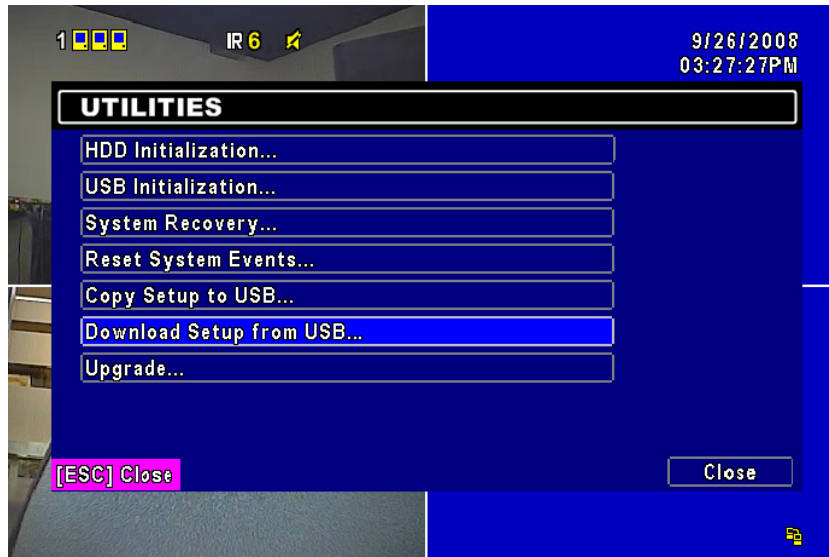 1 IR 6
9/26/2008
03:27:27PM
UTILITIES
HDD Initialization...
USB Initialization...
System Recovery...
Reset System Events...
Copy Setup to USB...
Download Setup from USB...
Upgrade...
[ESC] Close
Close